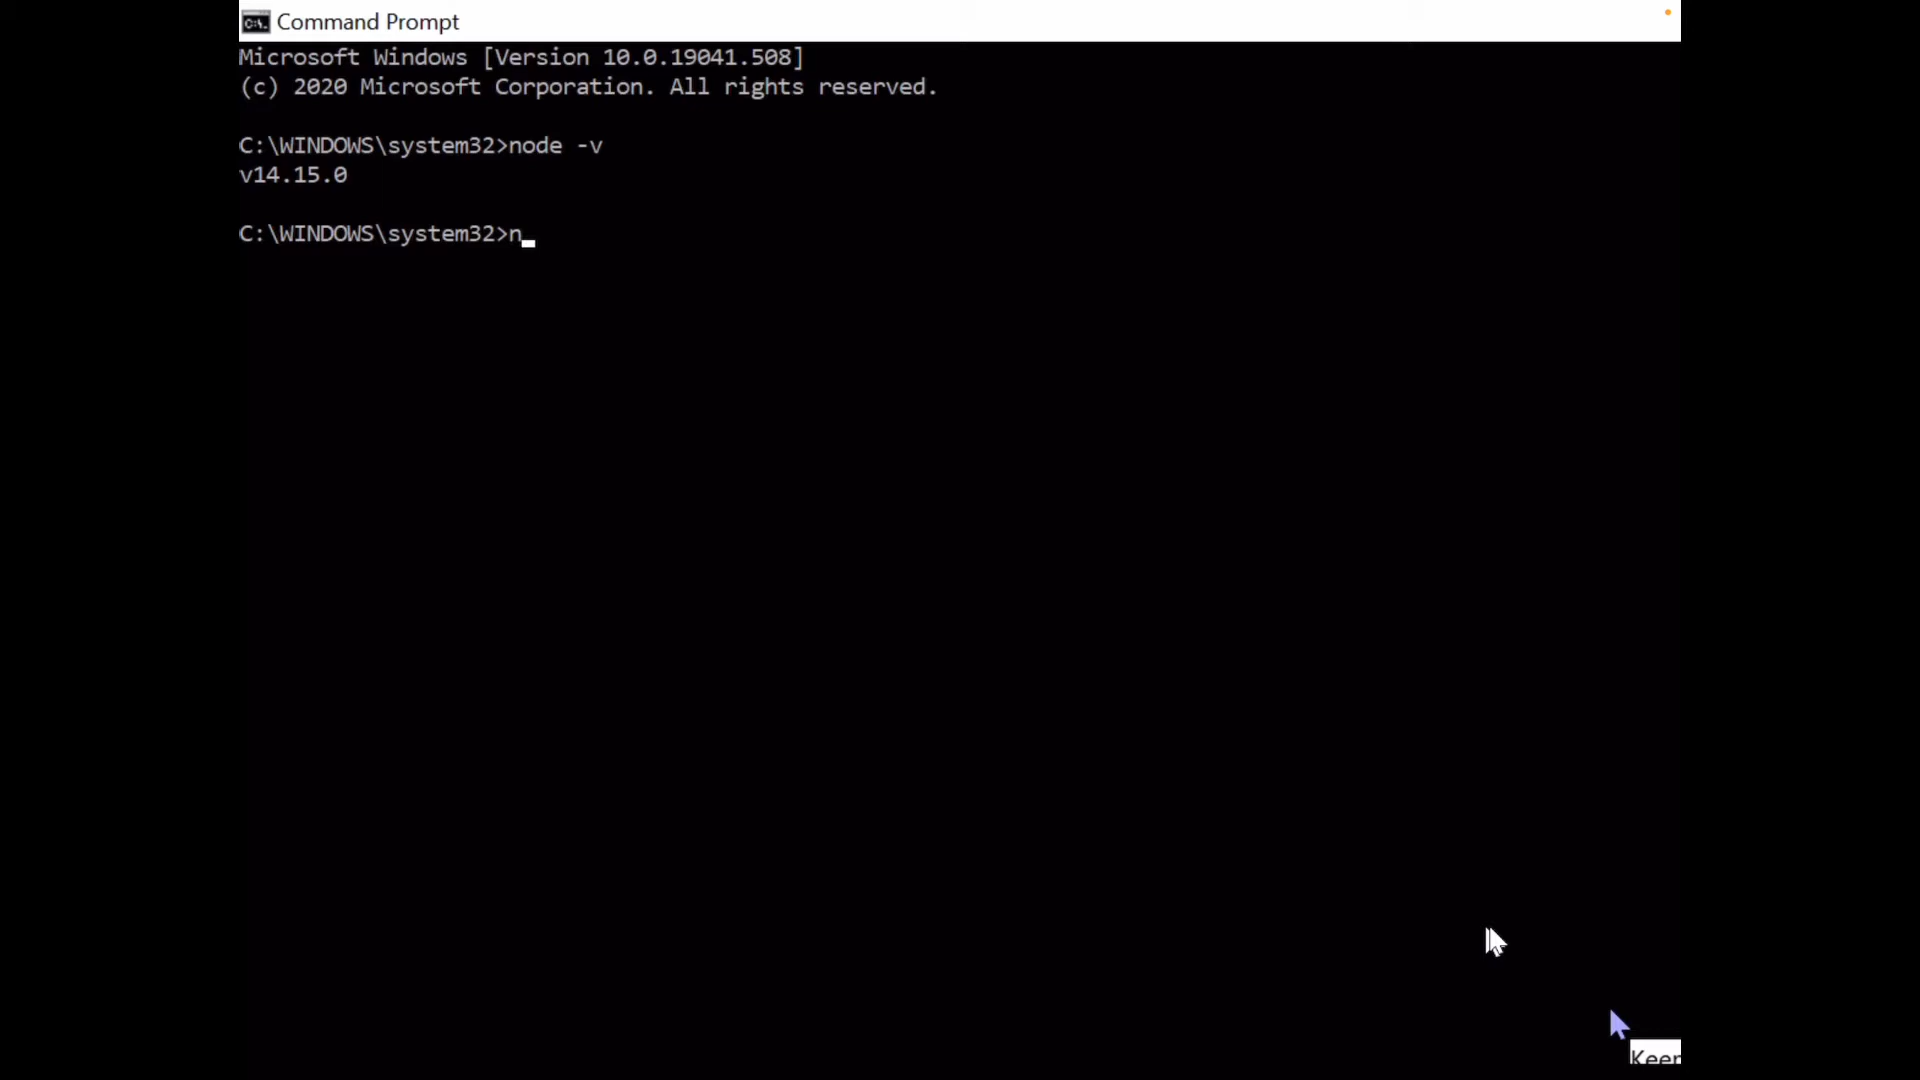 Command Prompt
Microsoft Windows [Version 10.0.19041.508]
(c) 2020 Microsoft Corporation. All rights reserved.
C:\WINDOWS\system32>node -v
v14.15.0
C:\WINDOWS\system32>n_